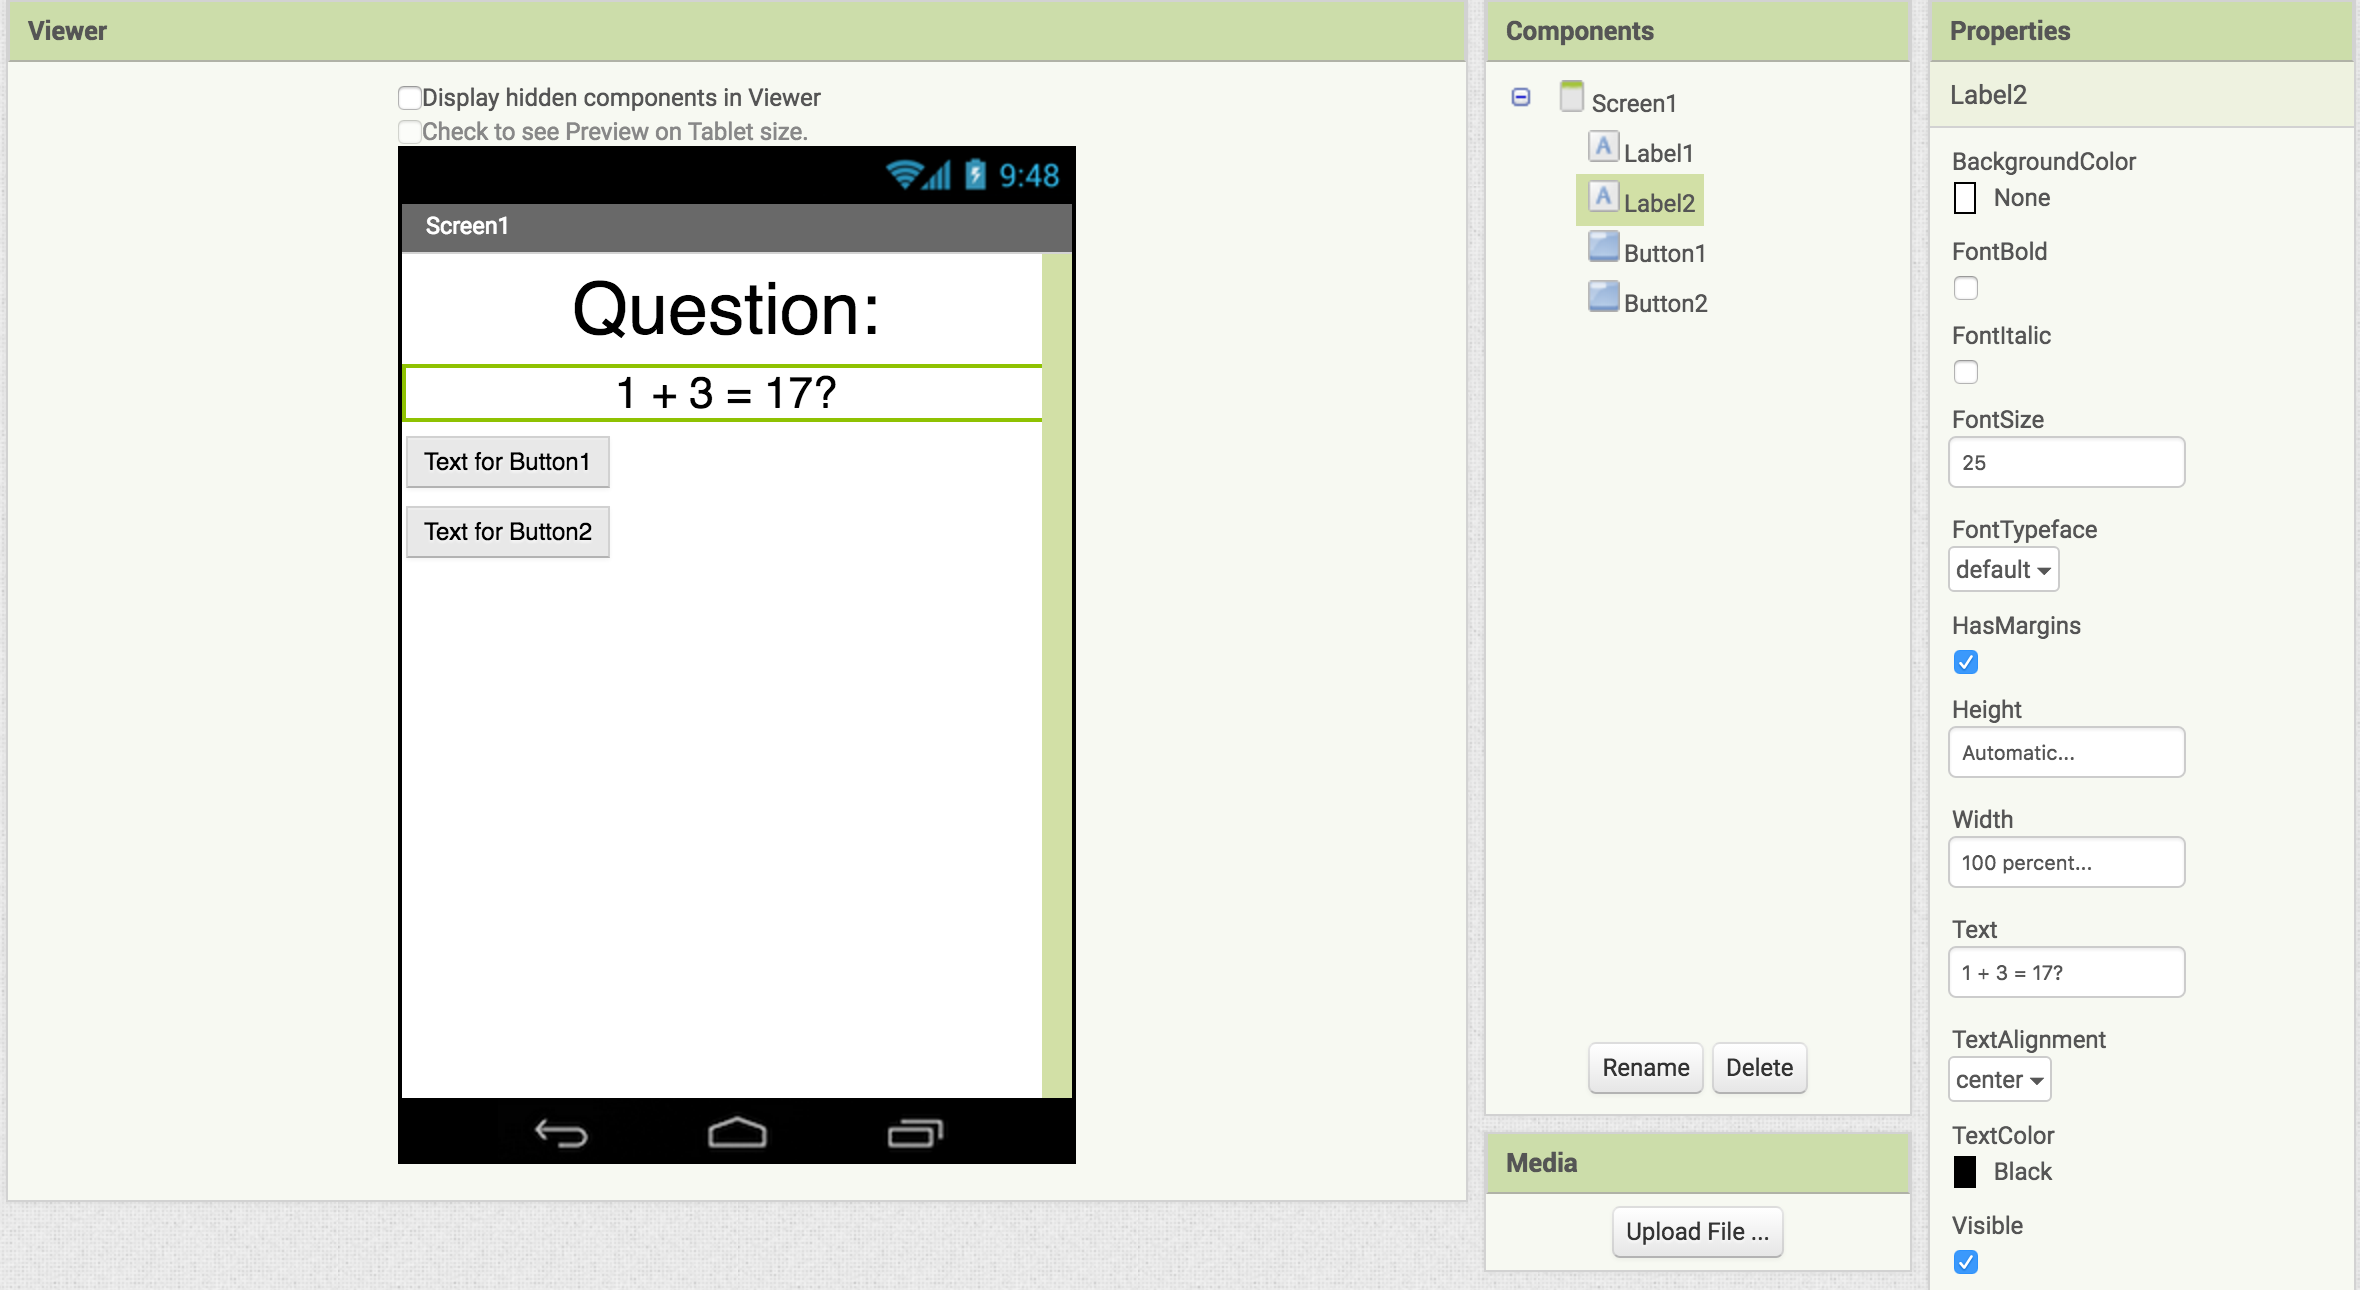 Viewer
Display hidden components in Viewer
Check to see Preview on Tablet size.
9:48
Screen1
Question:
1 + 3 = 17?
Text for Button1
Text for Button2
Components
Screen1
A Label1
A Label2
Button1
Button2
Rename Delete
Media
Upload File ...
Properties
Label2
BackgroundColor
None
FontBold
FontItalic
FontSize
25
FontTypeface
default
HasMargins
Height
Automatic...
Width
100 percent...
Text
1 + 3 = 17?
TextAlignment
center
TextColor
Black
Visible